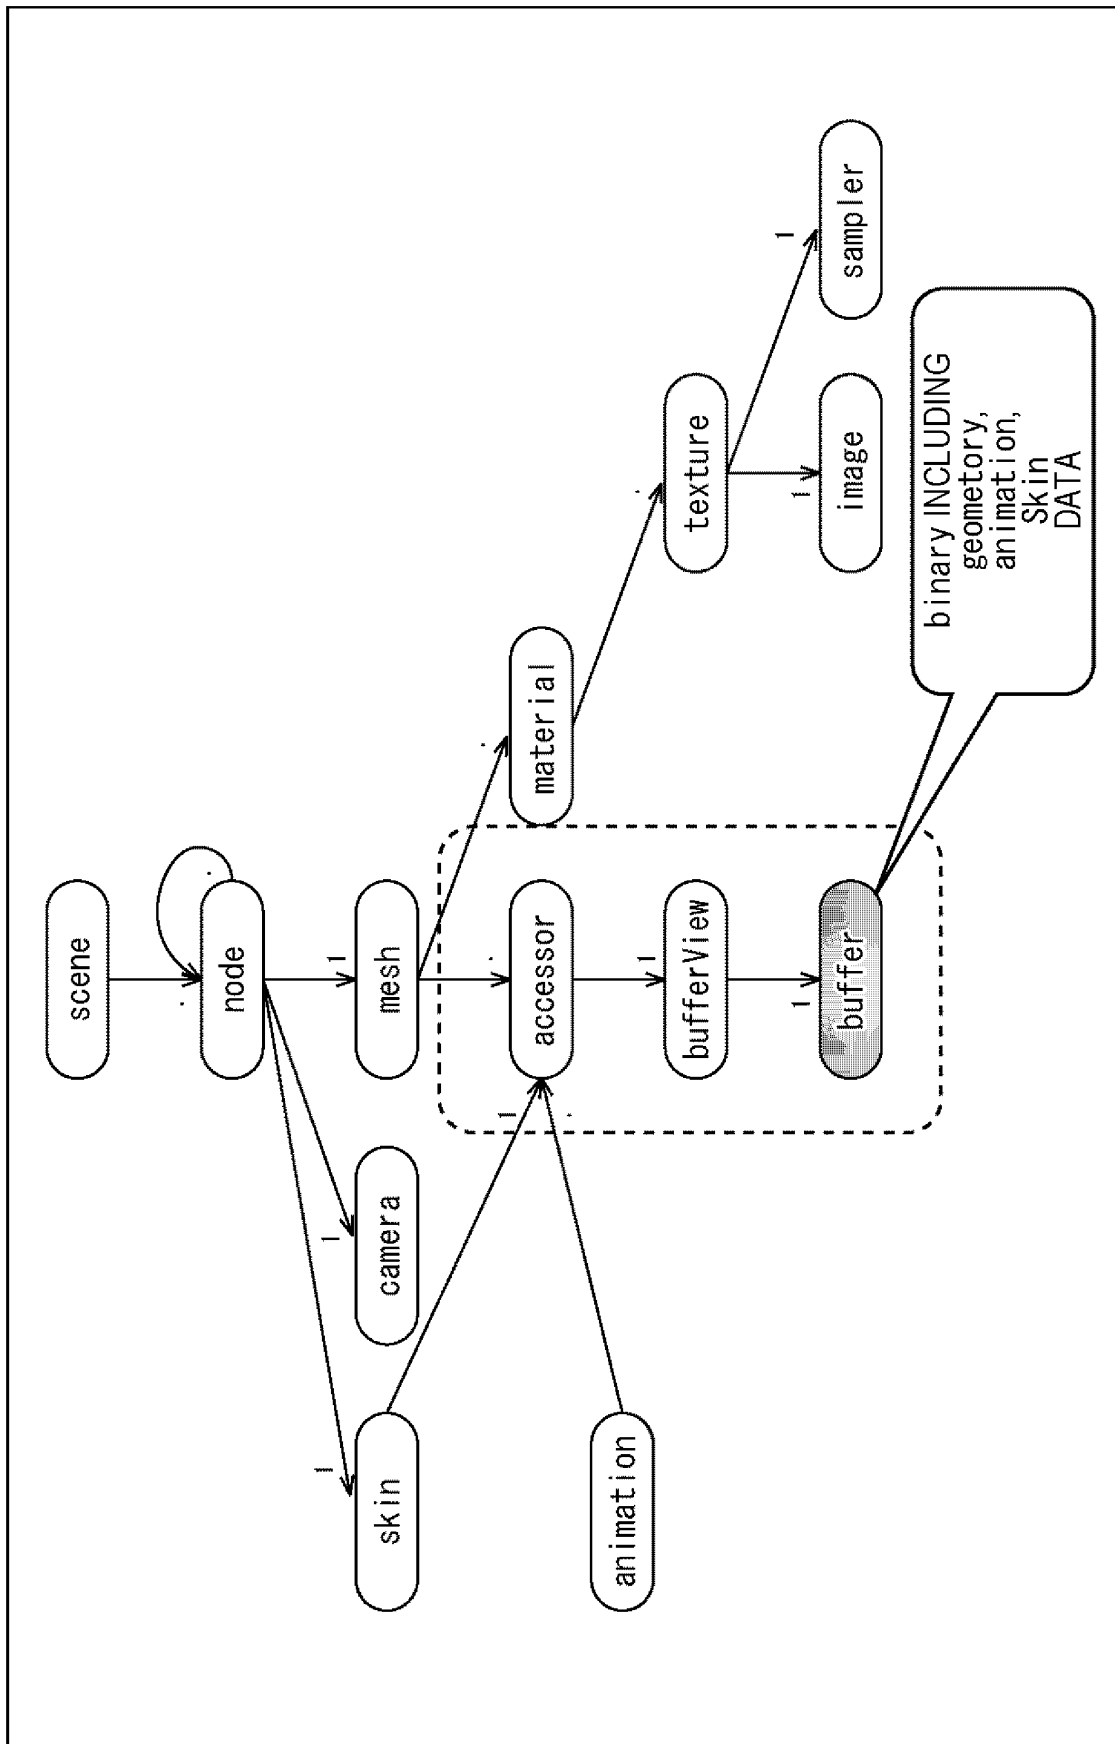 scene
node
1
1
1
skin
camera
mesh
1
accessor
material
animation
1
bufferView
texture
1
1
1
buffer
image
sampler
binary INCLUDING
geometory,
animation,
Skin
DATA